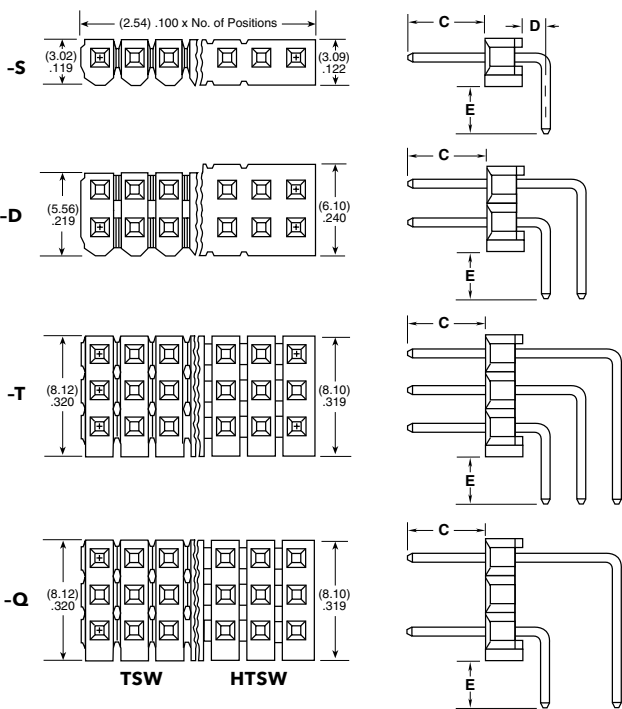 (2.54) .100 x No. of Positions
-S
(3.02)
.119
(3.09)
.122
C
D
E
-D
(5.56)
.219
(6.10)
.240
C
E
-T
(8.12)
.320
(8.10)
.319
C
E
-Q
(8.12)
.320
(8.10)
.319
C
E
TSW
HTSW